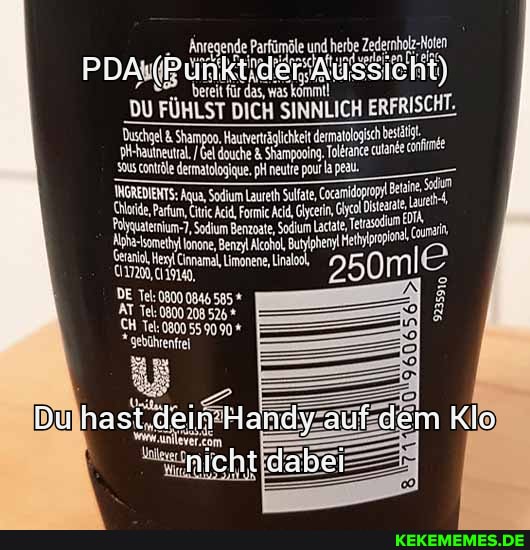 Anregende Parfümöle und herbe Zedernholz-Noten
PDA (Punkt der Aussicht)
bereit für das, was kommt!
DU FÜHLST DICH SINNLICH ERFRISCHT.
Duschgel & Shampoo. Hautverträglichkeit dermatologisch bestätigt.
pH-hautneutral. / Gel douche & Shampooing. Tolérance cutanée confirmée
sous contrôle dermatologique. pH neutre pour la peau.
INGREDIENTS: Aqua, Sodium Laureth Sulfate, Cocamidopropyl Betaine, Sodium
Chloride, Parfum, Citric Acid, Formic Acid, Glycerin, Glycol Distearate, Laureth-4,
Polyquaternium-7, Sodium Benzoate, Sodium Lactate, Tetrasodium EDTA,
Alpha-Isomethyl Ionone, Benzyl Alcohol, Butylphenyl Methylpropional, Coumarin,
Geraniol, Hexyl Cinnamal, Limonene, Linalool,
CI 17200, CI 19140.
250ml e
DE Tel: 0800 0846 585 *
AT Tel: 0800 208 526 *
CH Tel: 0800 55 90 90 *
* gebührenfrei
9235910
Unilever
Du hast dein Handy auf dem Klo
www.unilever.com
Unilever
nicht dabei
KEKEMEMES.DE